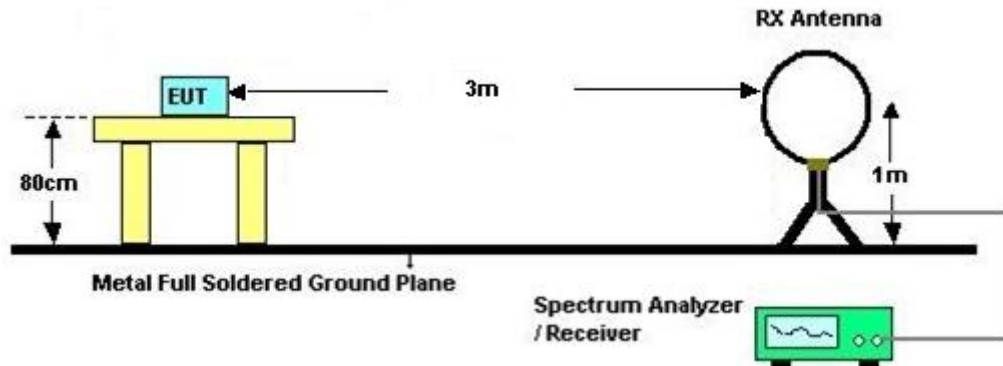 RX Antenna
EUT
3m
80cm
1m
Metal Full Soldered Ground Plane
Spectrum Analyzer
/ Receiver